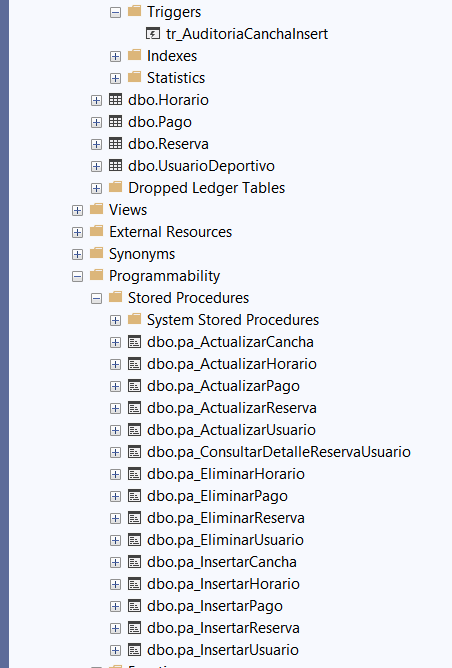 Triggers
tr_AuditoriaCanchaInsert
Indexes
Statistics
dbo.Horario
dbo.Pago
dbo.Reserva
dbo.UsuarioDeportivo
Dropped Ledger Tables
Views
External Resources
Synonyms
Programmability
Stored Procedures
System Stored Procedures
dbo.pa_ActualizarCancha
dbo.pa_ActualizarHorario
dbo.pa_ActualizarPago
dbo.pa_ActualizarReserva
dbo.pa_ActualizarUsuario
dbo.pa_ConsultarDetalleReservaUsuario
dbo.pa_EliminarHorario
dbo.pa_EliminarPago
dbo.pa_EliminarReserva
dbo.pa_EliminarUsuario
dbo.pa_InsertarCancha
dbo.pa_InsertarHorario
dbo.pa_InsertarPago
dbo.pa_InsertarReserva
dbo.pa_InsertarUsuario